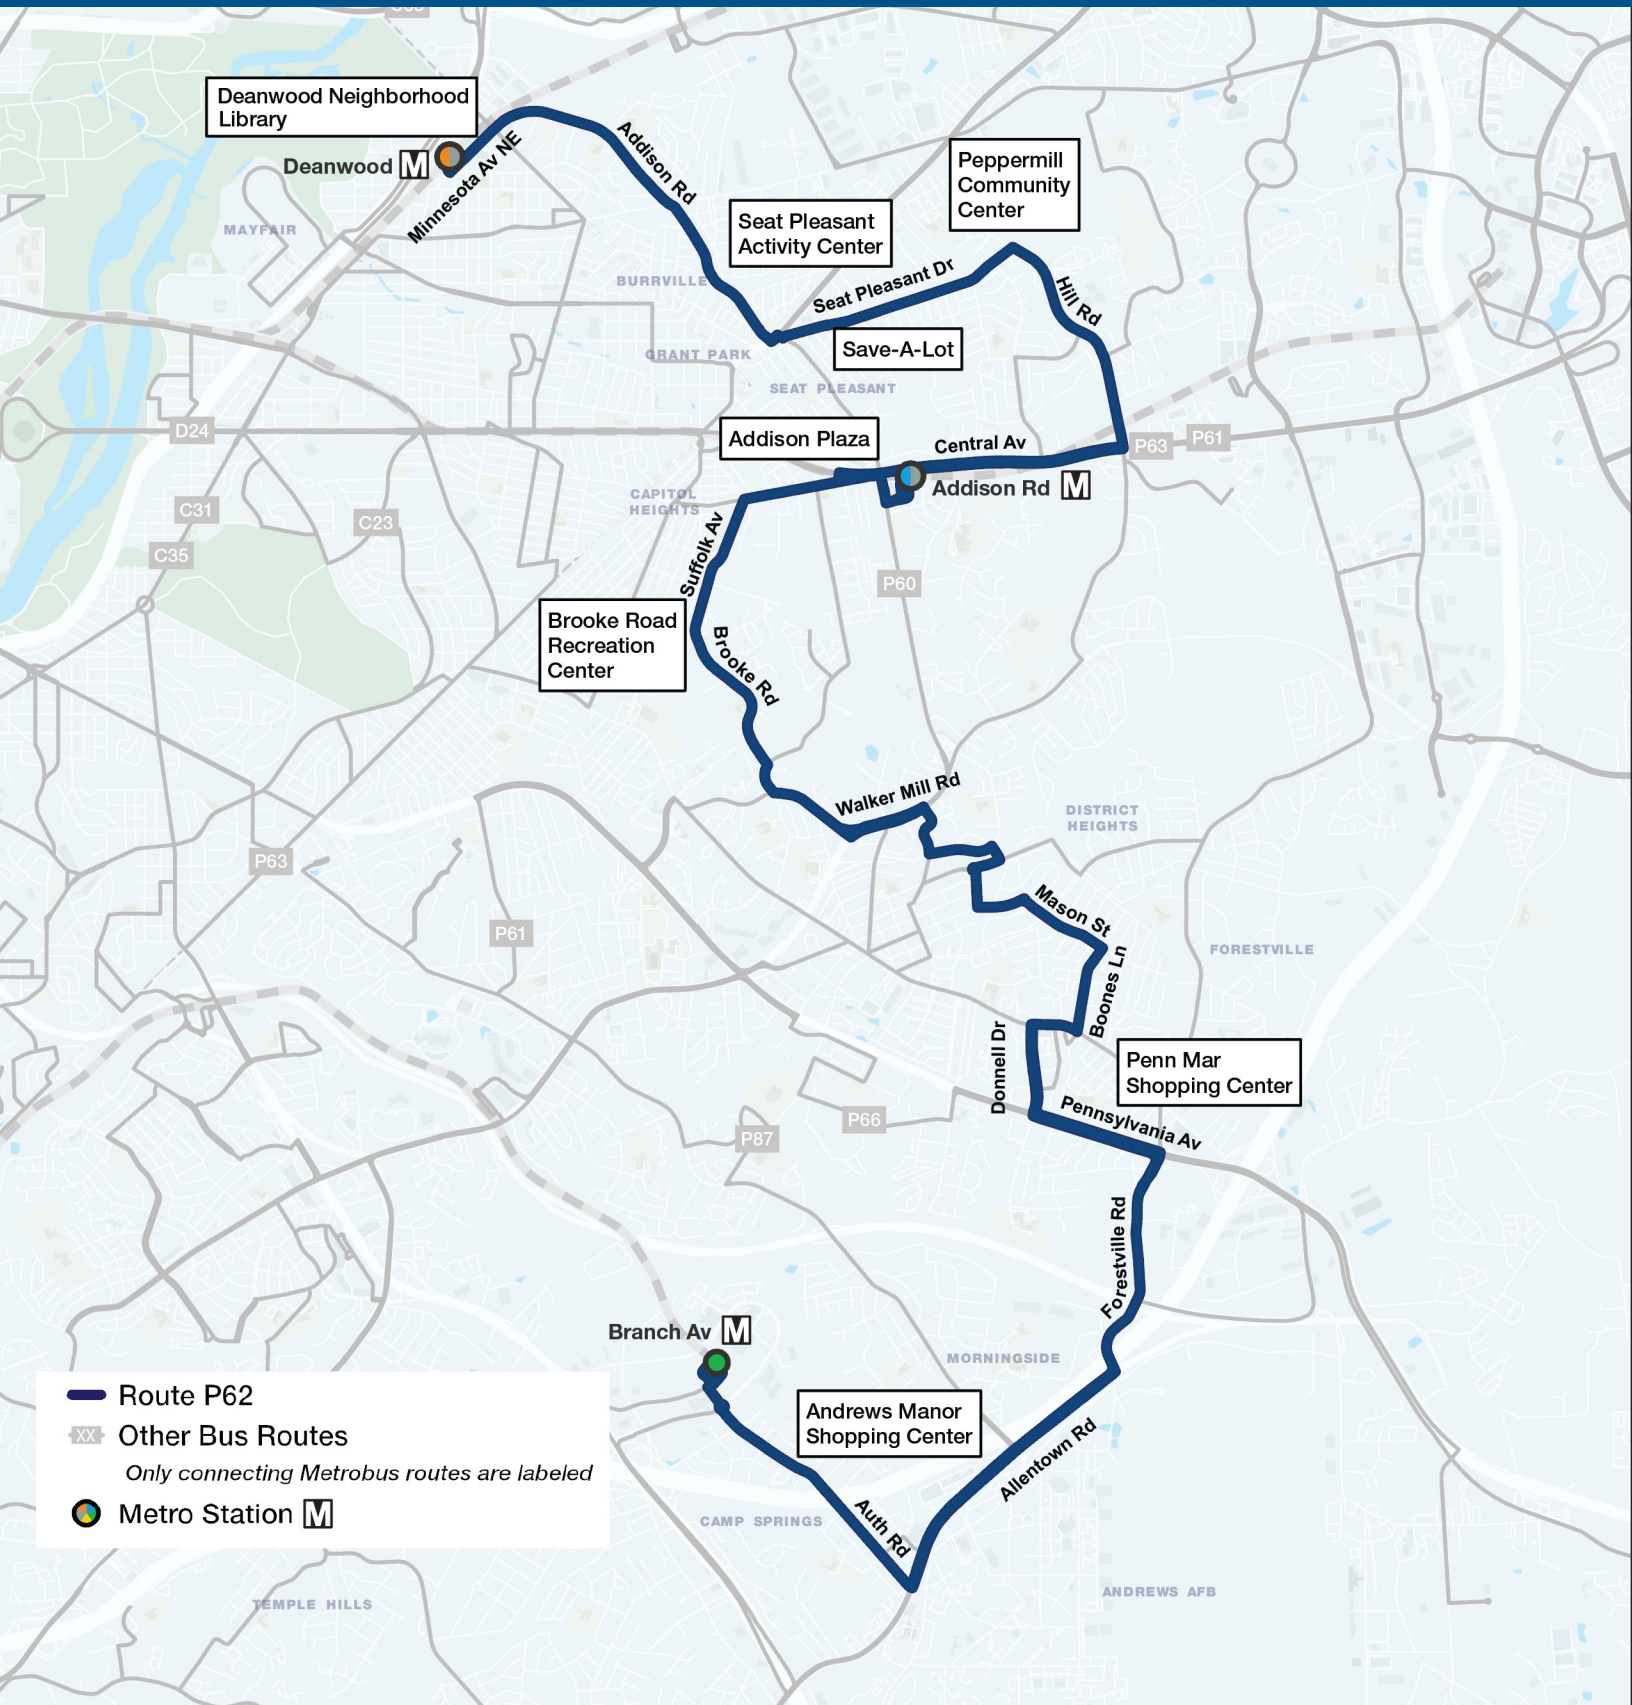 Deanwood Neighborhood
Library
Deanwood M
Minnesota Av NE
Addison Rd
MAYFAIR
Seat Pleasant
Activity Center
Peppermill
Community
Center
BURRVILLE
Seat Pleasant Dr
Hill Rd
Save-A-Lot
GRANT PARK
SEAT PLEASANT
D24
Addison Plaza
Central Av
P63
P61
Addison Rd M
CAPITOL
HEIGHTS
C31
C23
C35
Suffolk Av
P60
Brooke Road
Recreation
Center
Brooke Rd
Walker Mill Rd
DISTRICT
HEIGHTS
P63
P61
Mason St
FORESTVILLE
Boones Ln
Donnell Dr
Penn Mar
Shopping Center
Pennsylvania Av
P66
P87
Forestville Rd
Branch Av M
MORNINGSIDE
Andrews Manor
Shopping Center
Allentown Rd
Auth Rd
CAMP SPRINGS
ANDREWS AFB
TEMPLE HILLS
Route P62
XX Other Bus Routes
Only connecting Metrobus routes are labeled
Metro Station M